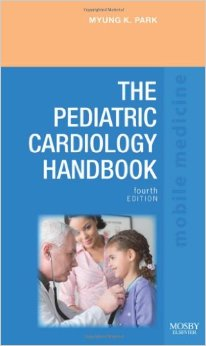 MYUNG K. PARK
THE
PEDIATRIC
CARDIOLOGY
HANDBOOK
fourth
EDITION
mobile medicine
MOSBY
ELSEVIER